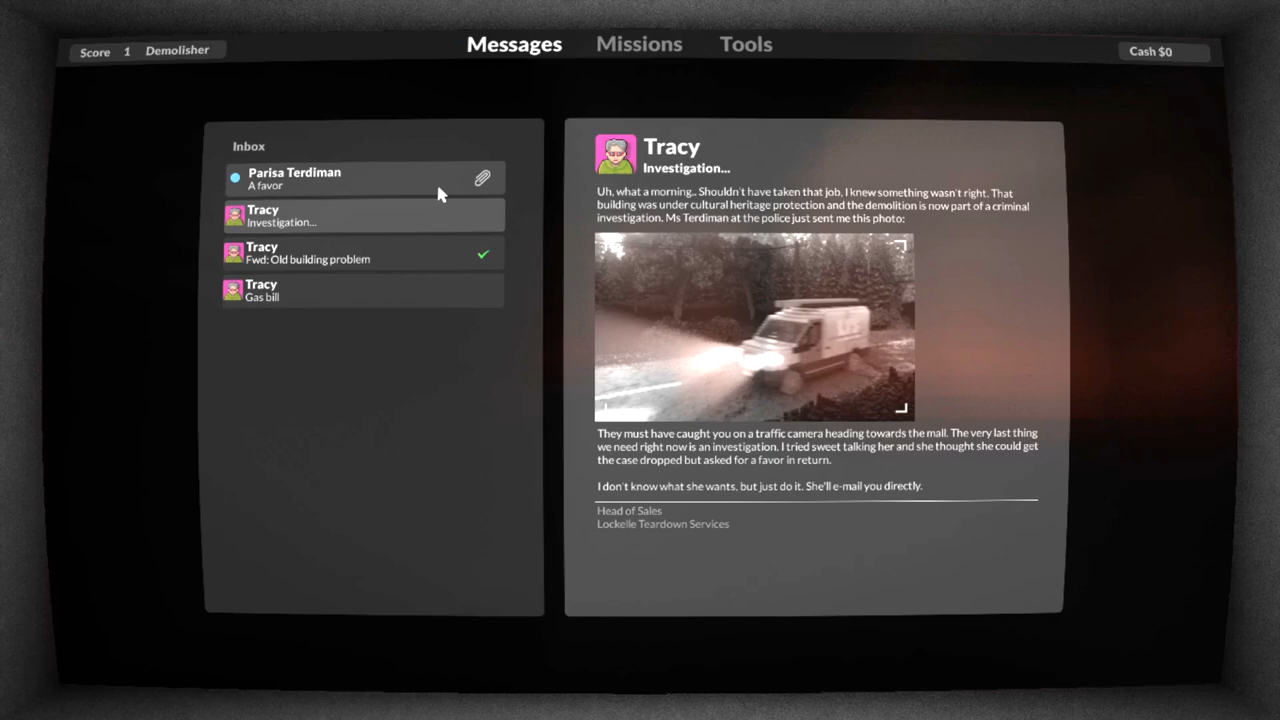 Score 1 Demolisher
Messages Missions Tools
Cash $0
Inbox
Parisa Terdiman
A favor
Tracy
Investigation...
Tracy
Fwd: Old building problem
Tracy
Gas bill
Tracy
Investigation...
Uh, what a morning.. Shouldn't have taken that job, I knew something wasn't right. That
building was under cultural heritage protection and the demolition is now part of a criminal
investigation. Ms Terdiman at the police just sent me this photo:
They must have caught you on a traffic camera heading towards the mall. The very last thing
we need right now is an investigation. I tried sweet talking her and she thought she could get
the case dropped but asked for a favor in return.
I don't know what she wants, but just do it. She'll e-mail you directly.
Head of Sales
Lockelle Teardown Services